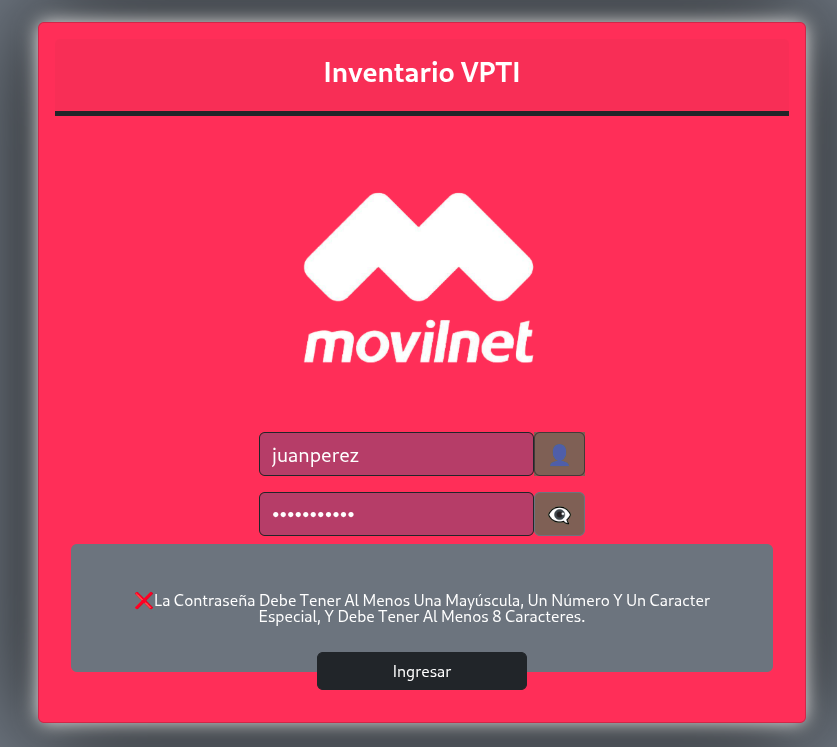 Inventario VPTI
movilnet
juanperez
•••••••••••
❌La Contraseña Debe Tener Al Menos Una Mayúscula, Un Número Y Un Caracter
Especial, Y Debe Tener Al Menos 8 Caracteres.
Ingresar